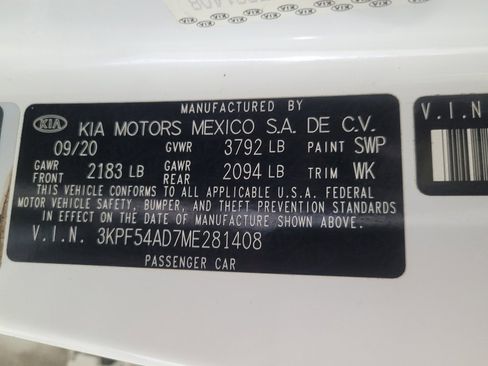 MANUFACTURED BY
KIA KIA MOTORS MEXICO S.A. DE C.V.
09/20 GVWR 3792 LB PAINT SWP
GAWR FRONT 2183 LB GAWR REAR 2094 LB TRIM WK
THIS VEHICLE CONFORMS TO ALL APPLICABLE U.S.A. FEDERAL
MOTOR VEHICLE SAFETY, BUMPER, AND THEFT PREVENTION STANDARDS
IN EFFECT ON THE DATE OF MANUFACTURE SHOWN ABOVE.
V.I.N. 3KPF54AD7ME281408
PASSENGER CAR
V.I.N